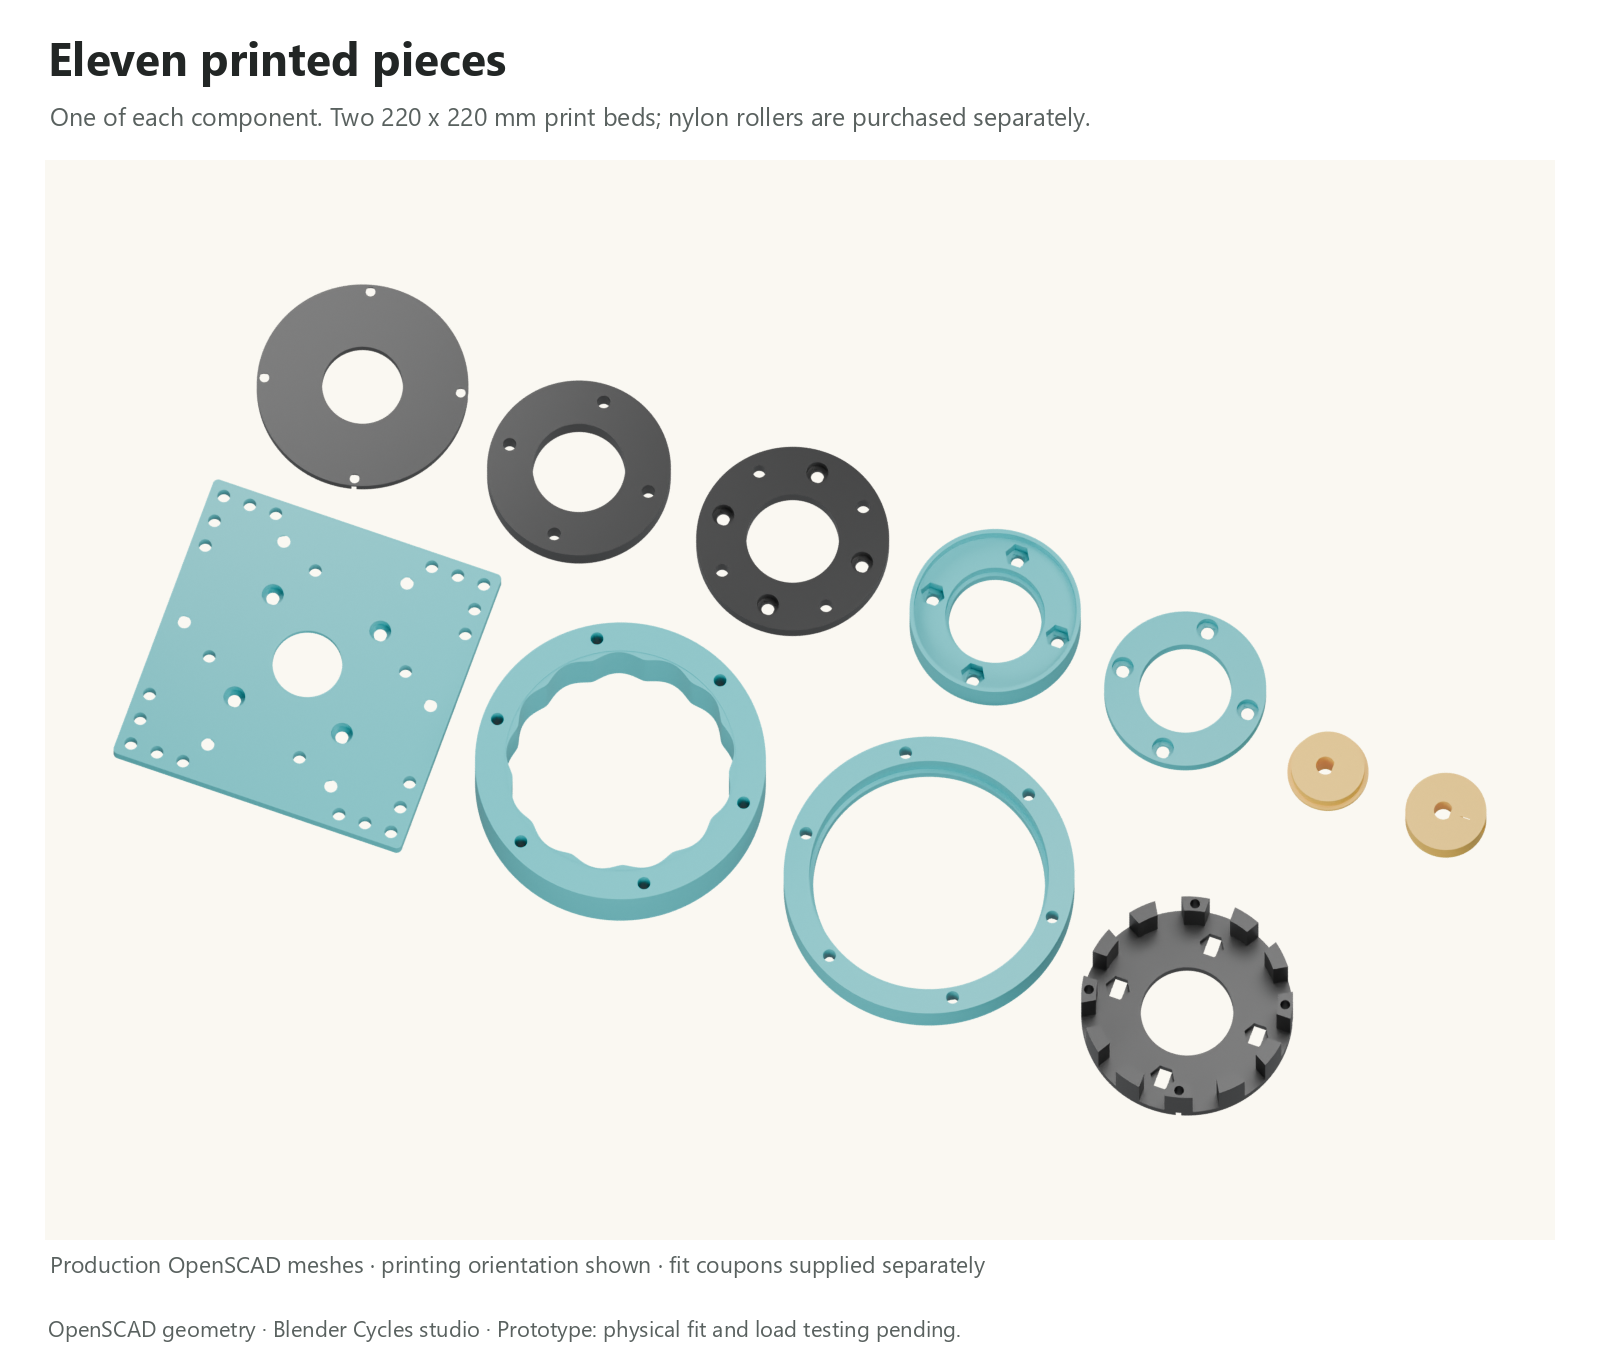 Eleven printed pieces
One of each component. Two 220 x 220 mm print beds; nylon rollers are purchased separately.
Production OpenSCAD meshes · printing orientation shown · fit coupons supplied separately
OpenSCAD geometry · Blender Cycles studio · Prototype: physical fit and load testing pending.